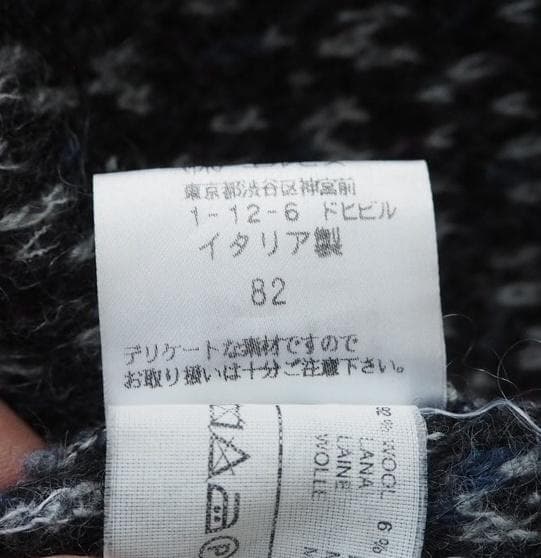 東京都渋谷区神宮前
1-12-6 ドヒビル
イタリア製
82
デリケートな素材ですので
お取り扱いは十分ご注意下さい。
% WOOL 6%
LANA
LAINE
WOLLE